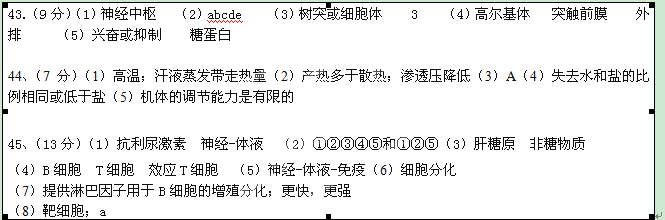 43.(9分)(1)神经中枢 (2)abcde (3)树突或细胞体 3 (4)高尔基体 突触前膜 外
排 (5)兴奋或抑制 糖蛋白
44、(7 分)(1)高温;汗液蒸发带走热量(2)产热多于散热;渗透压降低(3)A(4)失去水和盐的比
例相同或低于盐(5)机体的调节能力是有限的
45、(13分)(1)抗利尿激素 神经-体液 (2)①②③④⑤和①②⑤(3)肝糖原 非糖物质
(4)B细胞 T细胞 效应T细胞 (5)神经-体液-免疫(6)细胞分化
(7)提供淋巴因子用于B细胞的增殖分化;更快,更强
(8)靶细胞;a